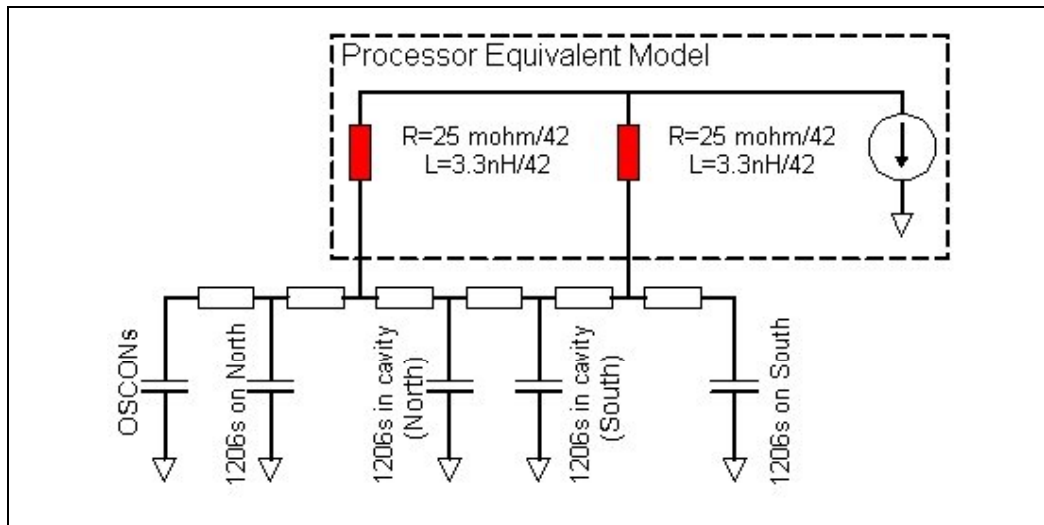 Processor Equivalent Model
R=25 mohm/42
L=3.3nH/42
R=25 mohm/42
L=3.3nH/42
OSCONs
1206s on North
1206s in cavity
(North)
1206s in cavity
(South)
1206s on South